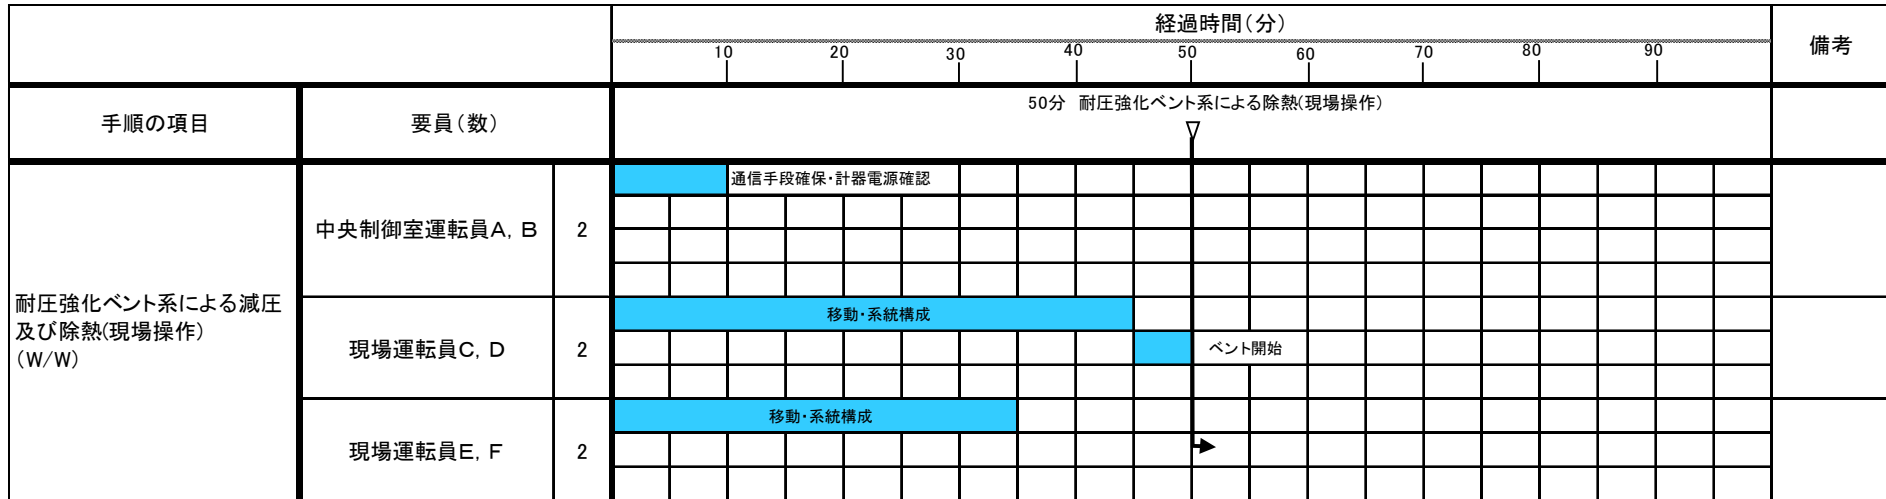 経過時間(分)
備考
10 20 30 40 50 60 70 80 90
手順の項目
要員(数)
50分 耐圧強化ベント系による除熱(現場操作)
耐圧強化ベント系による減圧
及び除熱(現場操作)
(W/W)
中央制御室運転員A, B
2
通信手段確保・計器電源確認
現場運転員C, D
2
移動・系統構成
ベント開始
現場運転員E, F
2
移動・系統構成